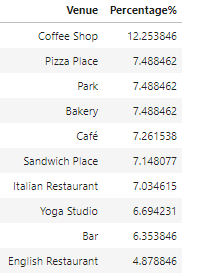 Venue Percentage%
Coffee Shop 12.253846
Pizza Place 7.488462
Park 7.488462
Bakery 7.488462
Café 7.261538
Sandwich Place 7.148077
Italian Restaurant 7.034615
Yoga Studio 6.694231
Bar 6.353846
English Restaurant 4.878846